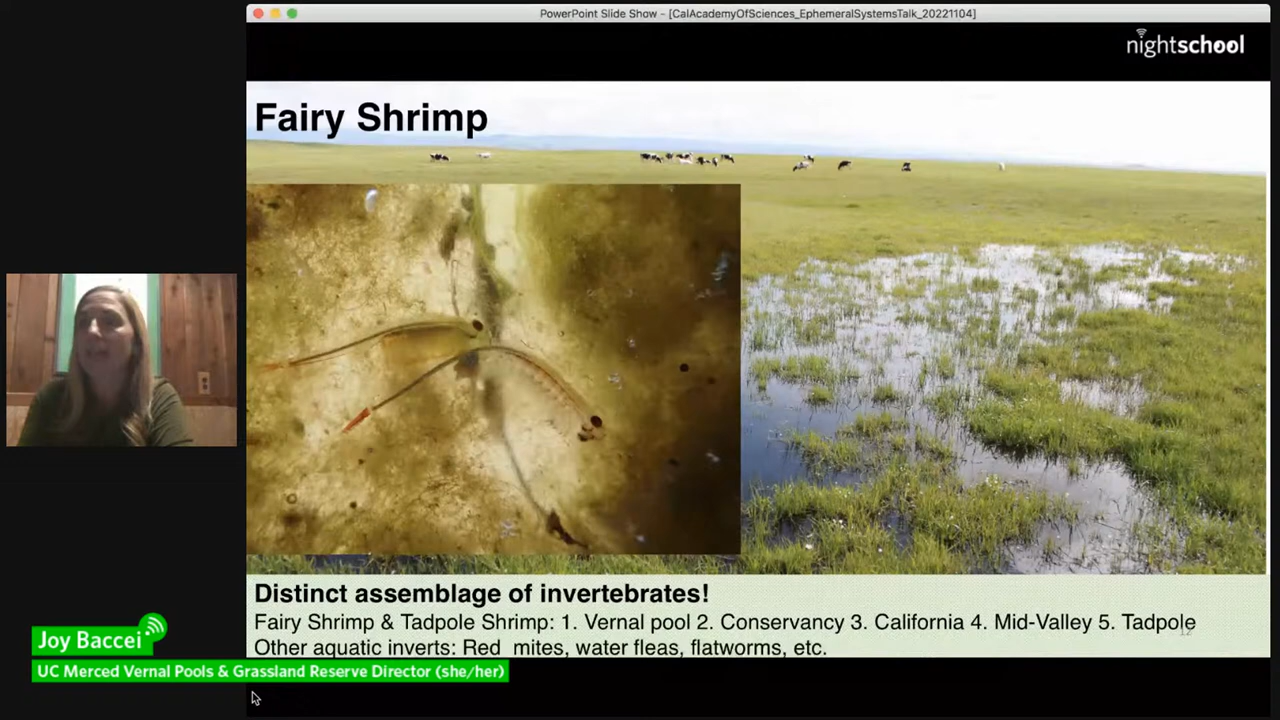 PowerPoint Slide Show - [CalAcademyOfSciences_EphemeralSystemsTalk_20221104]
nightschool
Fairy Shrimp
Distinct assemblage of invertebrates!
Fairy Shrimp & Tadpole Shrimp: 1. Vernal pool 2. Conservancy 3. California 4. Mid-Valley 5. Tadpole
12
Other aquatic inverts: Red  mites, water fleas, flatworms, etc.
Joy Baccei
UC Merced Vernal Pools & Grassland Reserve Director (she/her)